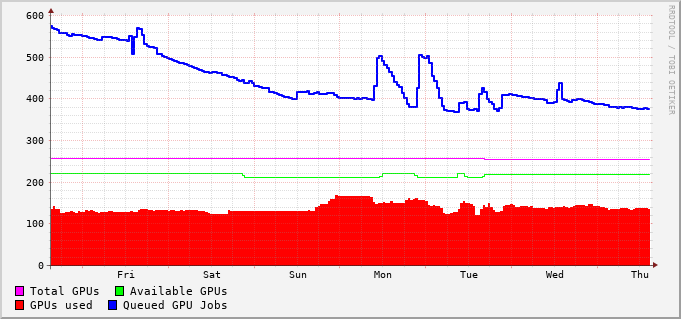 600
500
400
300
200
100
0
Fri Sat Sun Mon Tue Wed Thu
Total GPUs Available GPUs
GPUs used Queued GPU Jobs
RRDTOOL / TOBI OETIKER